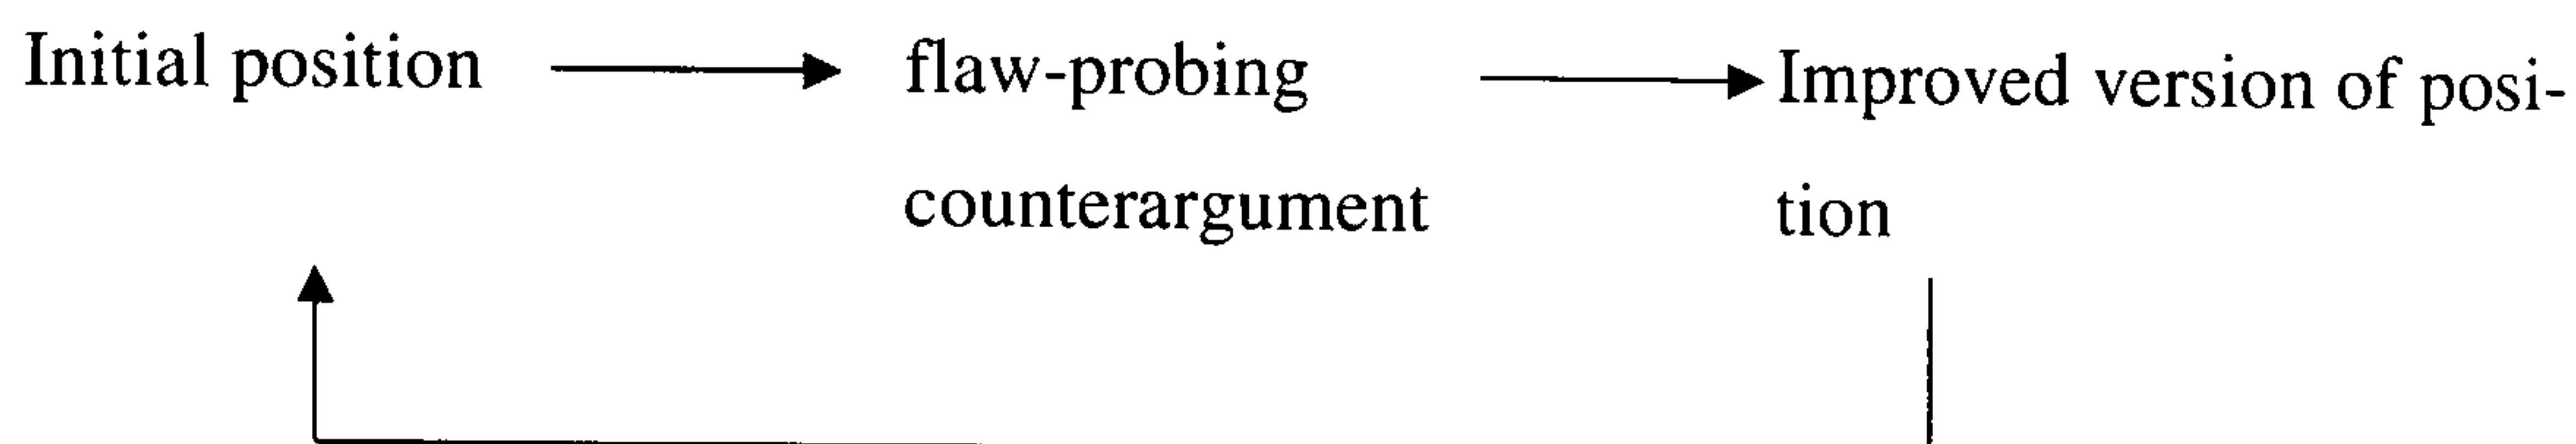 Initial position
flaw-probing
counterargument
Improved version of posi-
tion